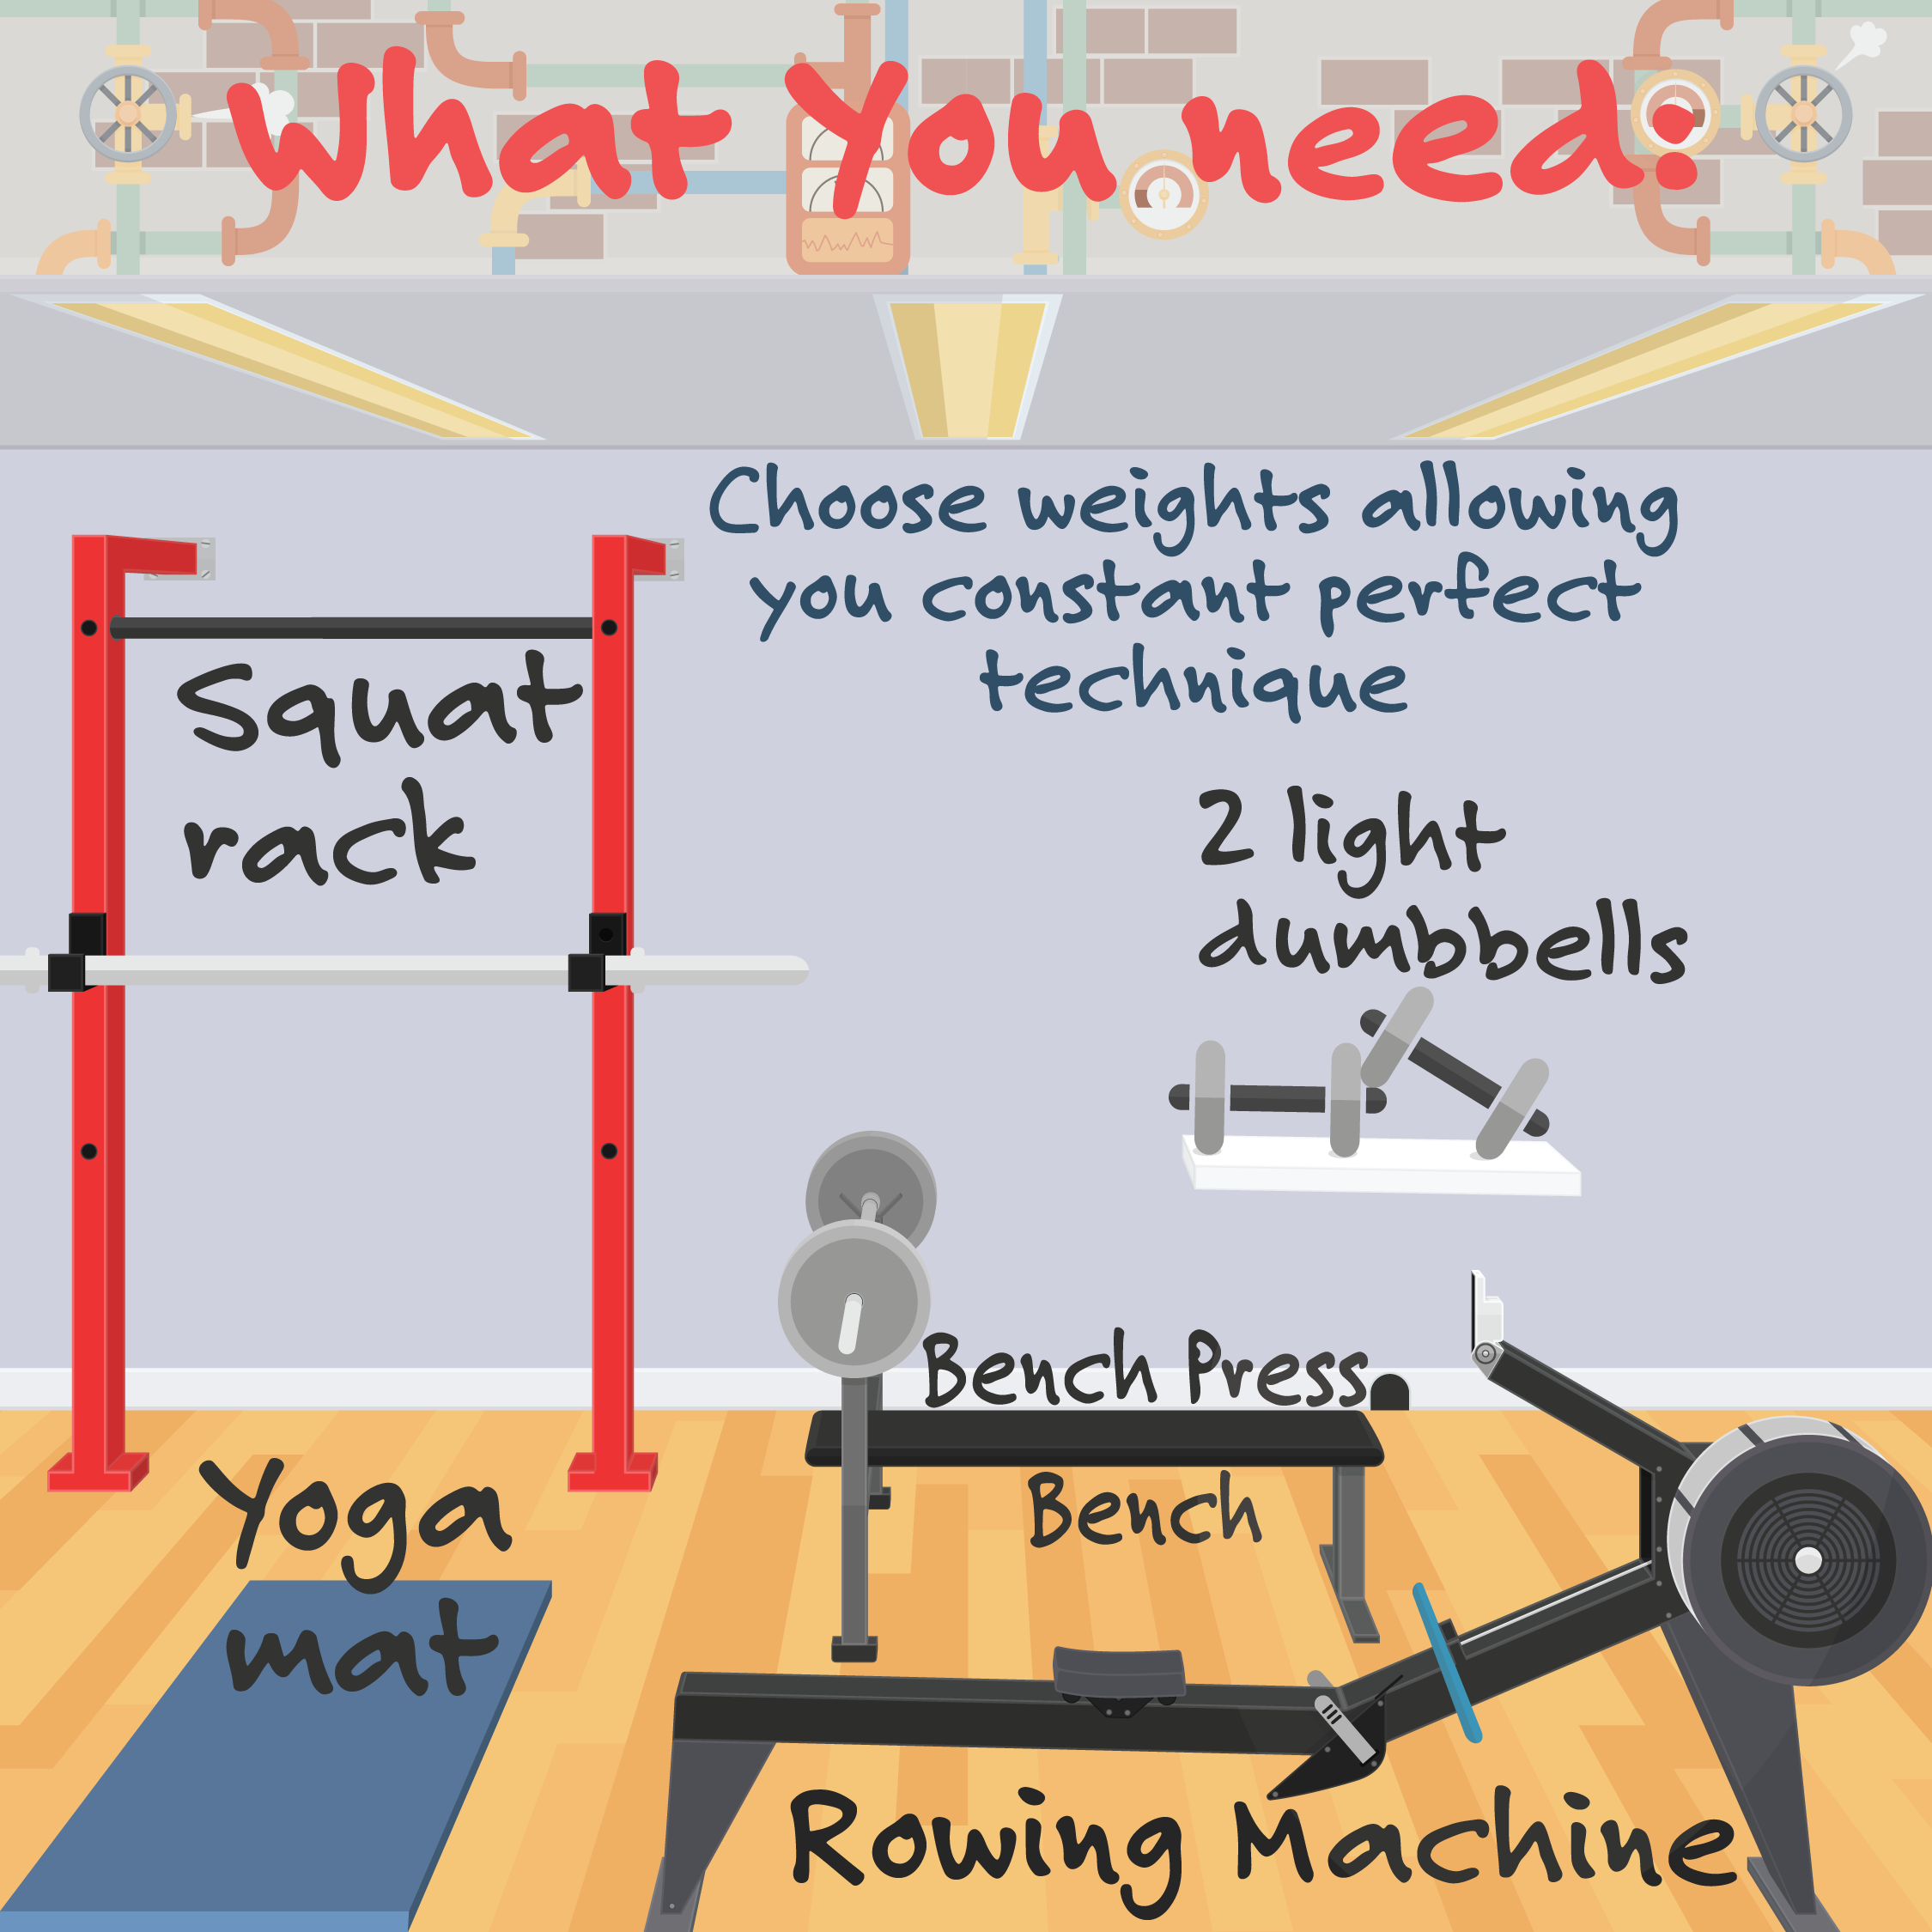 What You need:
Choose weights allowing
you constant perfect
technique
Squat
rack
2 light
dumbbells
Bench Press
Bench
Yoga
mat
Rowing Machine